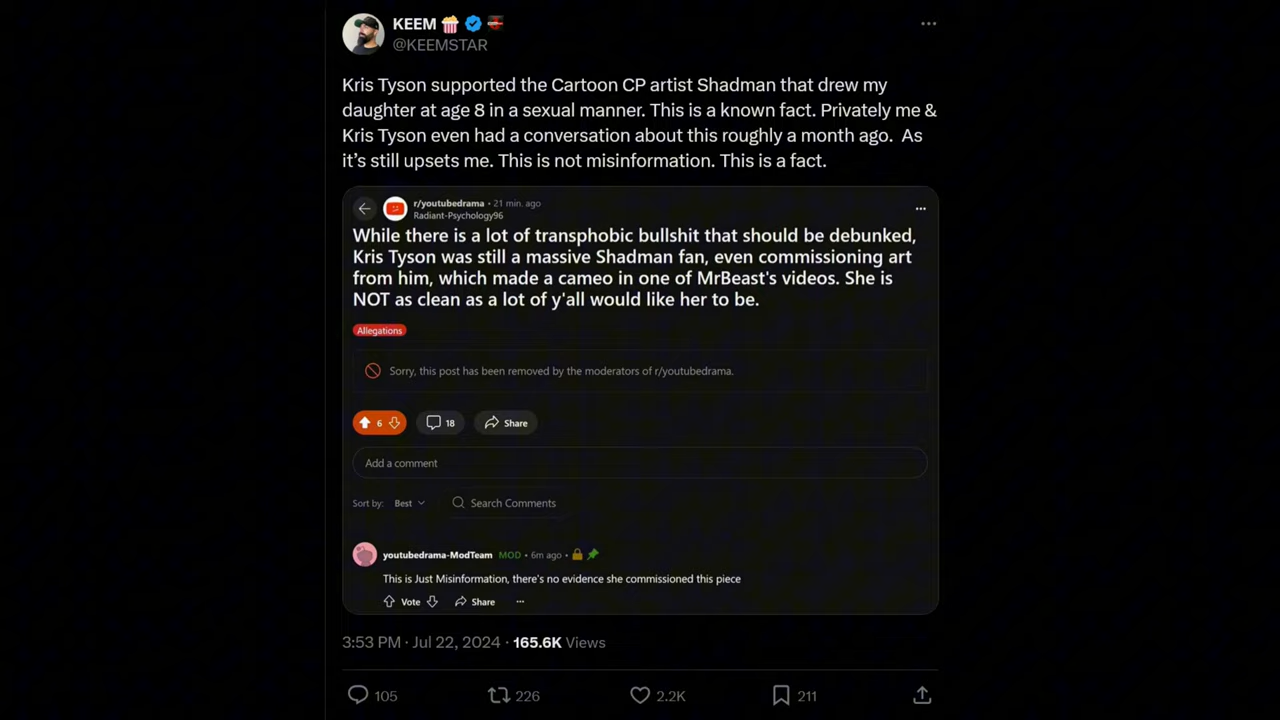 KEEM
@KEEMSTAR
Kris Tyson supported the Cartoon CP artist Shadman that drew my
daughter at age 8 in a sexual manner. This is a known fact. Privately me &
Kris Tyson even had a conversation about this roughly a month ago. As
it's still upsets me. This is not misinformation. This is a fact.
r/youtubedrama • 21 min. ago
Radiant-Psychology96
While there is a lot of transphobic bullshit that should be debunked,
Kris Tyson was still a massive Shadman fan, even commissioning art
from him, which made a cameo in one of MrBeast's videos. She is
NOT as clean as a lot of y'all would like her to be.
Allegations
Sorry, this post has been removed by the moderators of r/youtubedrama.
6 18 Share
Add a comment
Sort by: Best Search Comments
youtubedrama-ModTeam MOD • 6m ago •
This is Just Misinformation, there's no evidence she commissioned this piece
Vote Share
3:53 PM · Jul 22, 2024 · 165.6K Views
105 226 2.2K 211